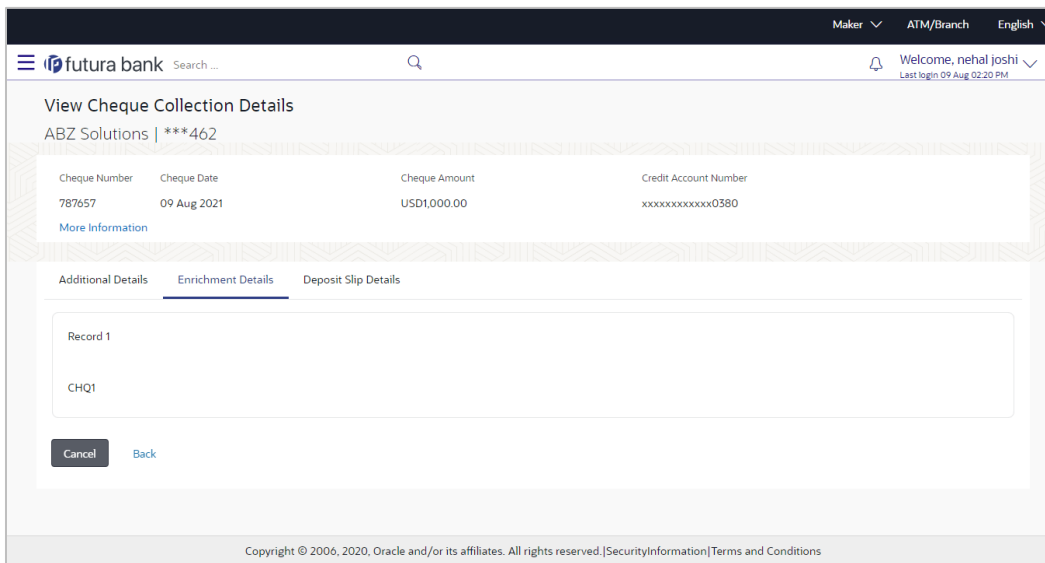 Maker ATM/Branch English
futura bank Search ... Welcome, nehal joshi
Last login 09 Aug 02:20 PM
View Cheque Collection Details
ABZ Solutions | ***462
Cheque Number Cheque Date Cheque Amount Credit Account Number
787657 09 Aug 2021 USD1,000.00 xxxxxxxxxxxx0380
More Information
Additional Details Enrichment Details Deposit Slip Details
Record 1
CHQ1
Cancel Back
Copyright © 2006, 2020, Oracle and/or its affiliates. All rights reserved.|SecurityInformation|Terms and Conditions